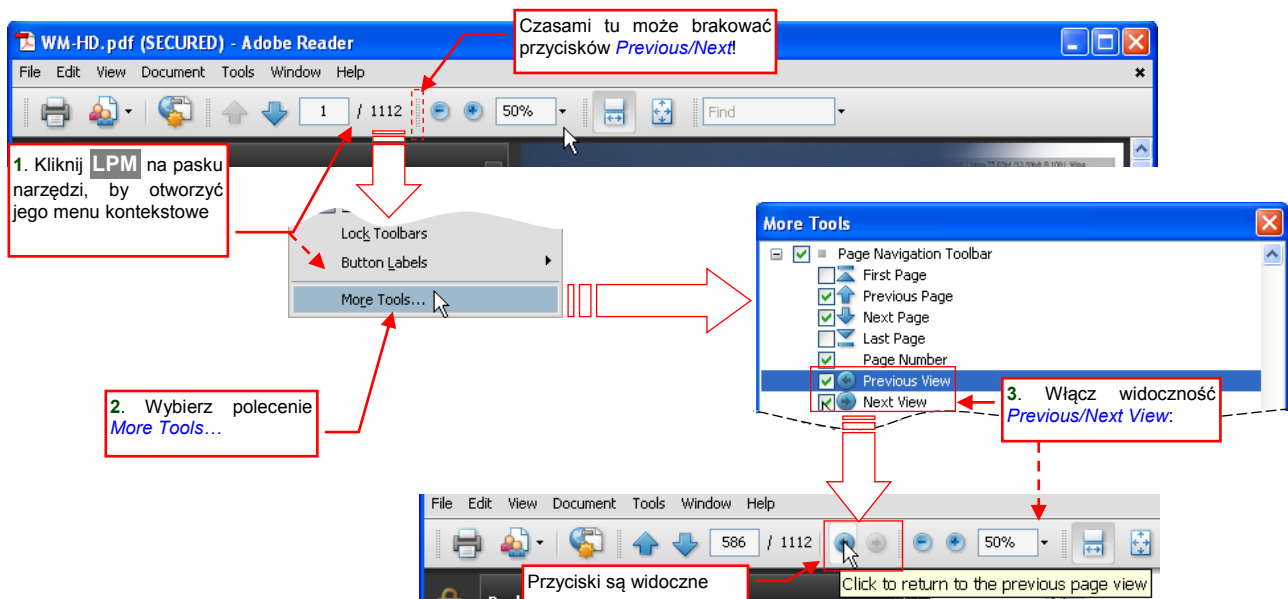 Czasami tu może brakować
przycisków Previous/Next!
WM-HD.pdf (SECURED) - Adobe Reader
File Edit View Document Tools Window Help
1 / 1112 50% Find
1. Kliknij LPM na pasku
narzędzi, by otworzyć
jego menu kontekstowe
Lock Toolbars
Button Labels
More Tools...
2. Wybierz polecenie
More Tools…
More Tools
Page Navigation Toolbar
First Page
Previous Page
Next Page
Last Page
Page Number
Previous View
Next View
3. Włącz widoczność
Previous/Next View:
File Edit View Document Tools Window Help
586 / 1112 50%
Przyciski są widoczne
Click to return to the previous page view